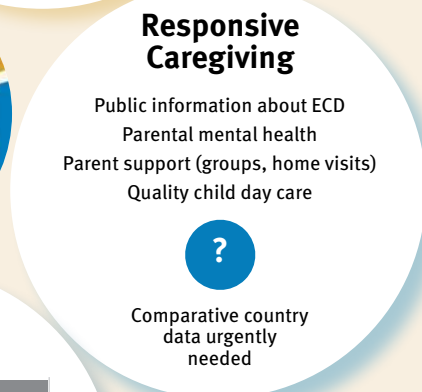 Responsive
Caregiving
Public information about ECD
Parental mental health
Parent support (groups, home visits)
Quality child day care
?
Comparative country
data urgently
needed